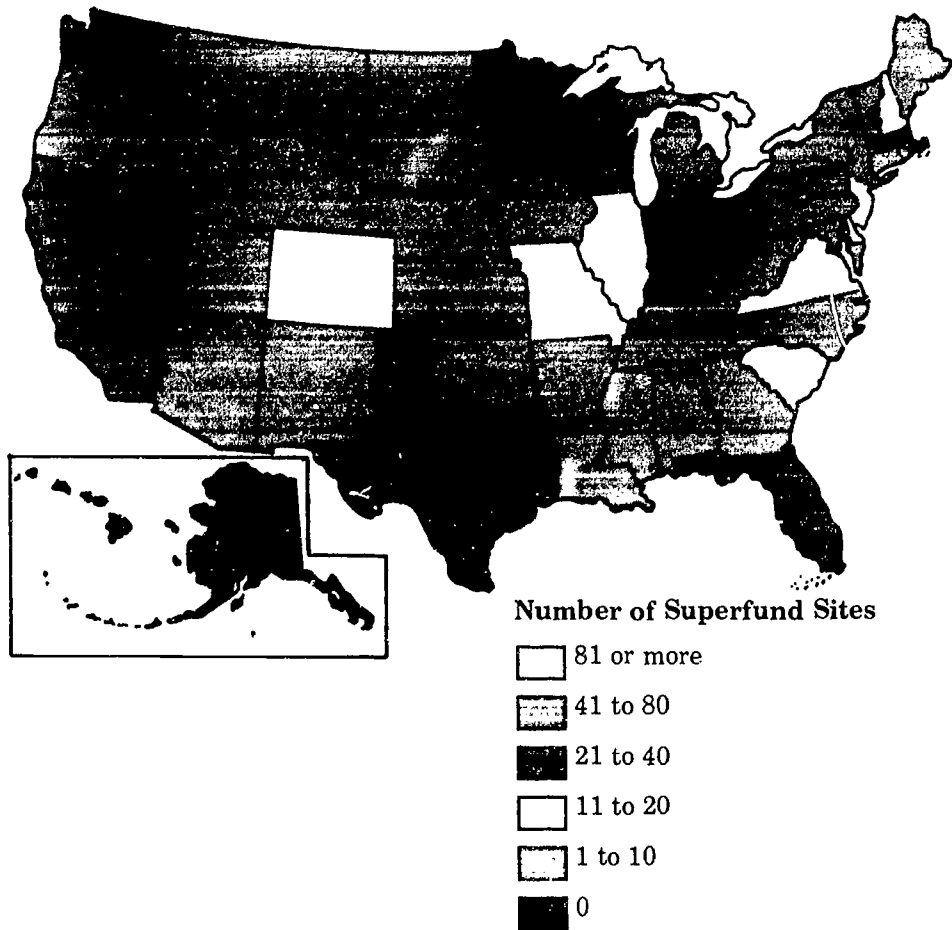 Number of Superfund Sites
81 or more
41 to 80
21 to 40
11 to 20
1 to 10
0